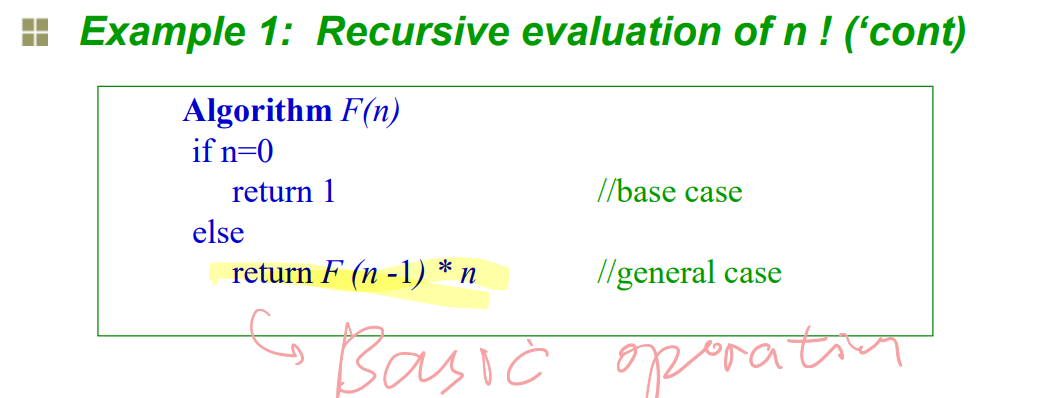 Example 1: Recursive evaluation of n ! (‘cont)
Algorithm F(n)
if n=0
return 1 //base case
else
return F (n -1) * n //general case
Basic operation